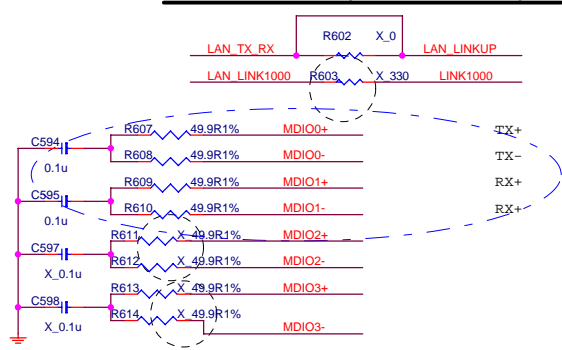 R602 X_0
LAN_TX_RX LAN_LINKUP
LAN_LINK1000 R603 X_330 LINK1000
R607 49.9R1% MDIO0+ TX+
C594
R608 49.9R1% MDIO0- TX-
0.1u
R609 49.9R1% MDIO1+ RX+
C595
R610 49.9R1% MDIO1- RX+
0.1u
R611 X_49.9R1% MDIO2+
C597
R612 X_49.9R1% MDIO2-
X_0.1u
R613 X_49.9R1% MDIO3+
C598
R614 X_49.9R1%
X_0.1u MDIO3-